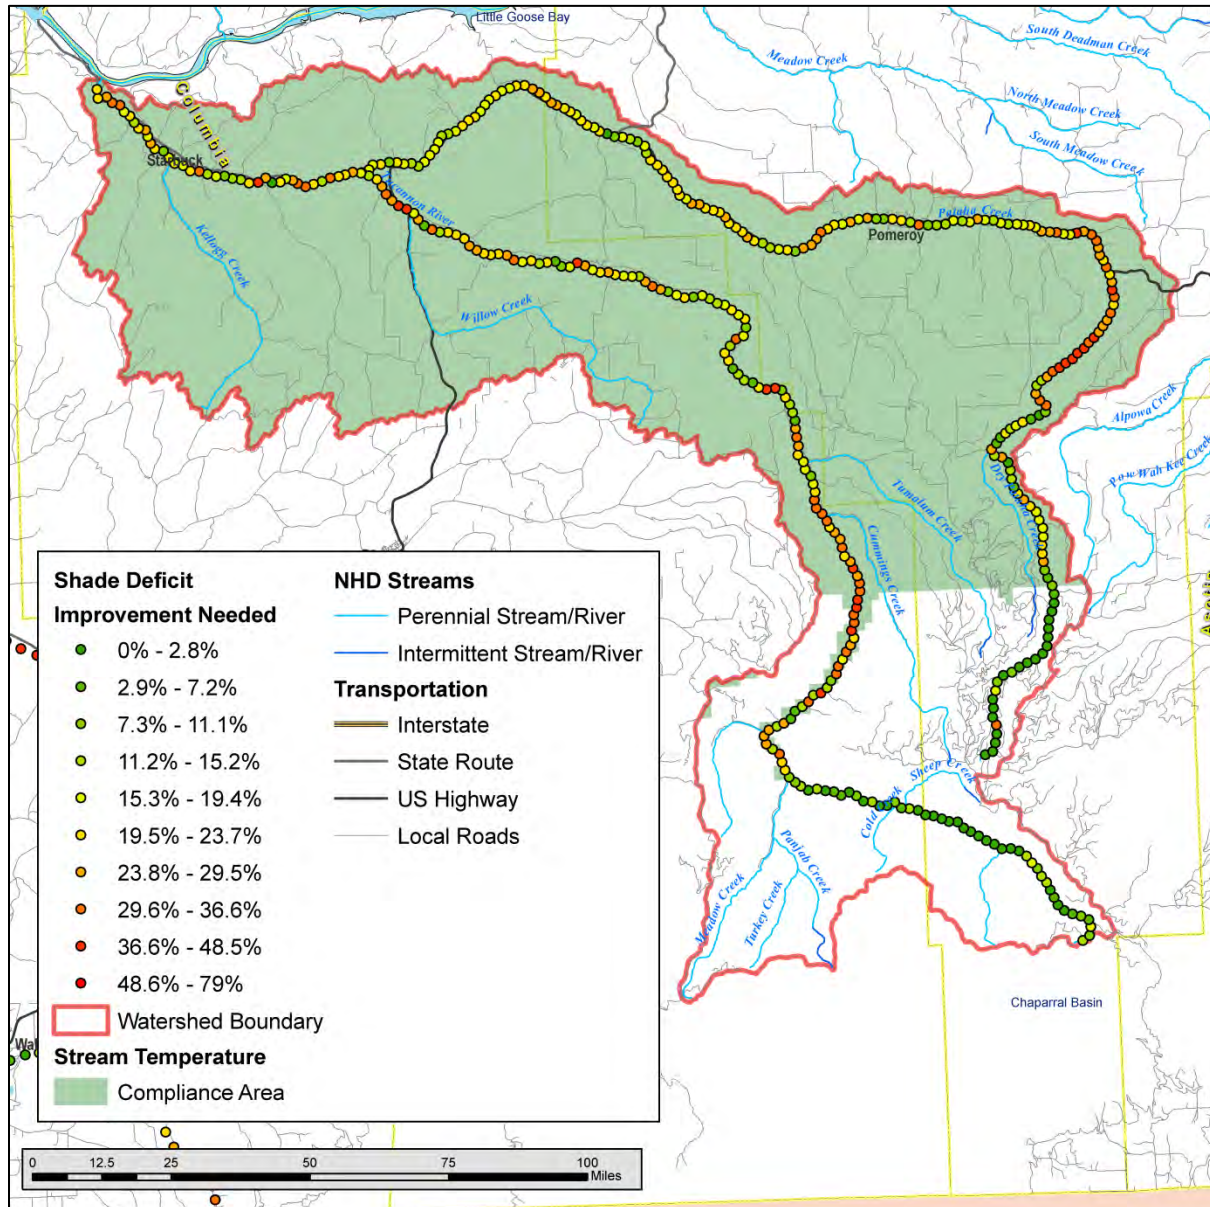 Little Goose Bay
South Deadman Creek
Meadow Creek
North Meadow Creek
South Meadow Creek
Columbia
Starbuck
Tucannon River
Kellogg Creek
Willow Creek
Pataha Creek
Pomeroy
Alpowa Creek
Pow Wah Kee Creek
Tumalum Creek
Cummings Creek
Asotin
Sheep Creek
Cold Creek
Panjab Creek
Meadow Creek
Turkey Creek
Chaparral Basin
Shade Deficit
Improvement Needed
0% - 2.8%
2.9% - 7.2%
7.3% - 11.1%
11.2% - 15.2%
15.3% - 19.4%
19.5% - 23.7%
23.8% - 29.5%
29.6% - 36.6%
36.6% - 48.5%
48.6% - 79%
Watershed Boundary
Stream Temperature
Compliance Area
NHD Streams
Perennial Stream/River
Intermittent Stream/River
Transportation
Interstate
State Route
US Highway
Local Roads
0 12.5 25 50 75 100
Miles